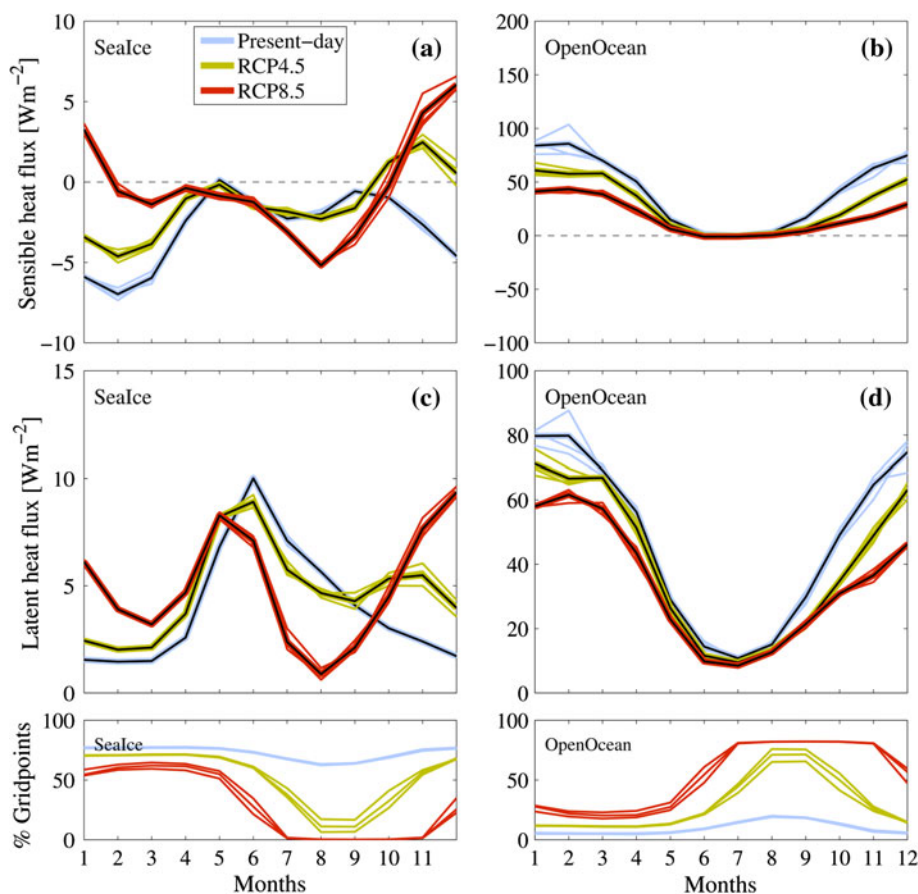 SeaIce
Present−day
RCP4.5
RCP8.5
(a)
10
5
0
−5
−10
Sensible heat flux [Wm−2]
OpenOcean
(b)
200
150
100
50
0
−50
−100
SeaIce
(c)
15
10
5
0
Latent heat flux [Wm−2]
OpenOcean
(d)
100
80
60
40
20
0
SeaIce
100
50
0
% Gridpoints
1 2 3 4 5 6 7 8 9 10 11
Months
OpenOcean
100
50
0
1 2 3 4 5 6 7 8 9 10 11 12
Months